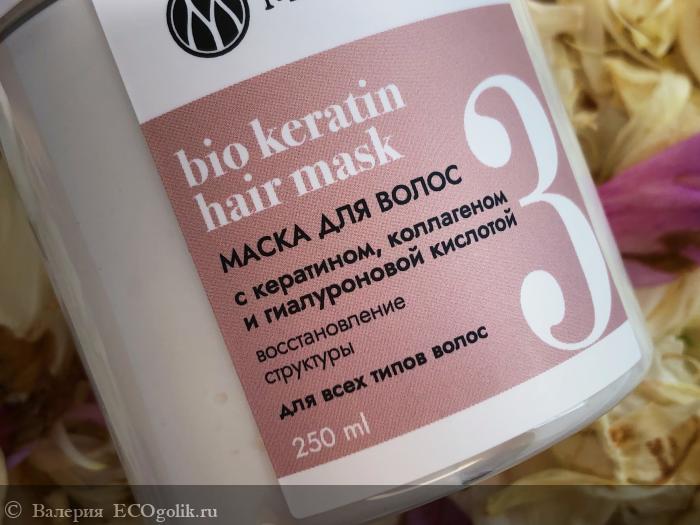 bio keratin
hair mask
3
МАСКА ДЛЯ ВОЛОС
с кератином, коллагеном
и гиалуроновой кислотой
восстановление
структуры
для всех типов волос
250 ml
© Валерия ECOgolik.ru